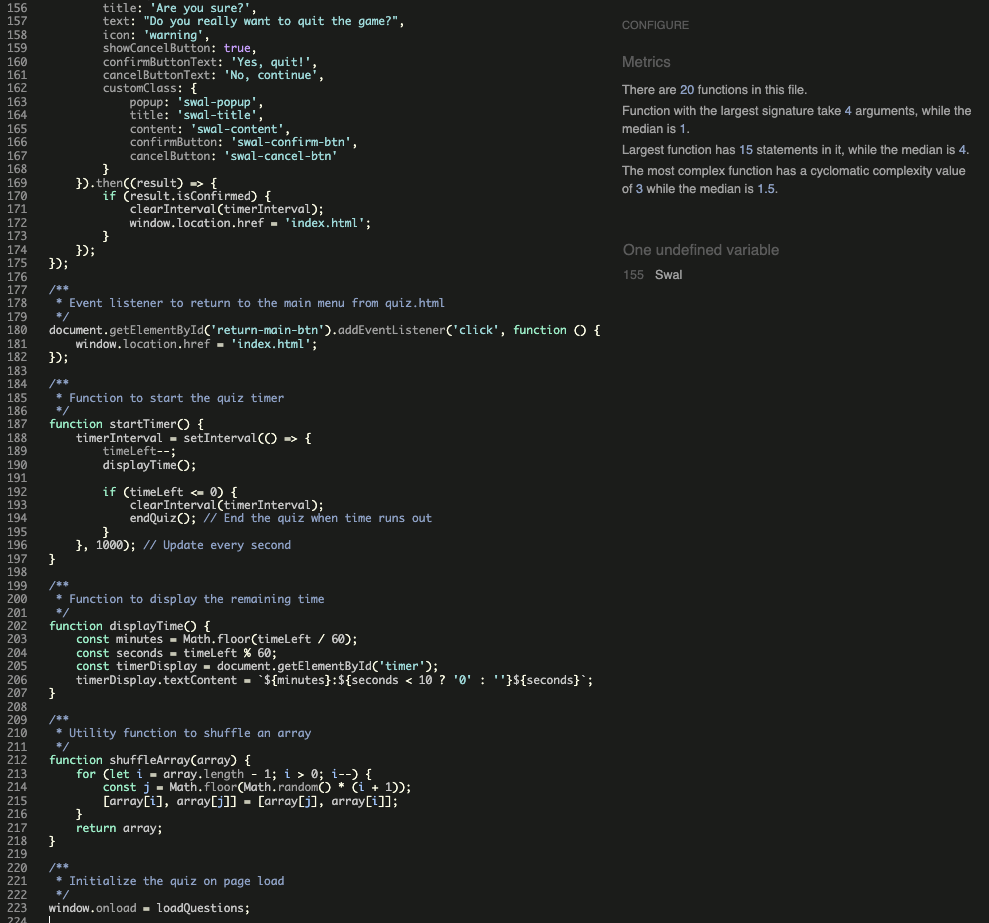 156 title: 'Are you sure?',
157 text: "Do you really want to quit the game?",
158 icon: 'warning',
159 showCancelButton: true,
160 confirmButtonText: 'Yes, quit!',
161 cancelButtonText: 'No, continue',
162 customClass: {
163 popup: 'swal-popup',
164 title: 'swal-title',
165 content: 'swal-content',
166 confirmButton: 'swal-confirm-btn',
167 cancelButton: 'swal-cancel-btn'
168 }
169 }).then((result) => {
170 if (result.isConfirmed) {
171 clearInterval(timerInterval);
172 window.location.href = 'index.html';
173 }
174 });
175 });
176
177 /**
178 * Event listener to return to the main menu from quiz.html
179 */
180 document.getElementById('return-main-btn').addEventListener('click', function () {
181 window.location.href = 'index.html';
182 });
183
184 /**
185 * Function to start the quiz timer
186 */
187 function startTimer() {
188 timerInterval = setInterval(() => {
189 timeLeft--;
190 displayTime();
191
192 if (timeLeft <= 0) {
193 clearInterval(timerInterval);
194 endQuiz(); // End the quiz when time runs out
195 }
196 }, 1000); // Update every second
197 }
198
199 /**
200 * Function to display the remaining time
201 */
202 function displayTime() {
203 const minutes = Math.floor(timeLeft / 60);
204 const seconds = timeLeft % 60;
205 const timerDisplay = document.getElementById('timer');
206 timerDisplay.textContent = `${minutes}:${seconds < 10 ? '0' : ''}${seconds}`;
207 }
208
209 /**
210 * Utility function to shuffle an array
211 */
212 function shuffleArray(array) {
213 for (let i = array.length - 1; i > 0; i--) {
214 const j = Math.floor(Math.random() * (i + 1));
215 [array[i], array[j]] = [array[j], array[i]];
216 }
217 return array;
218 }
219
220 /**
221 * Initialize the quiz on page load
222 */
223 window.onload = loadQuestions;
224
CONFIGURE
Metrics
There are 20 functions in this file.
Function with the largest signature take 4 arguments, while the
median is 1.
Largest function has 15 statements in it, while the median is 4.
The most complex function has a cyclomatic complexity value
of 3 while the median is 1.5.
One undefined variable
155 Swal